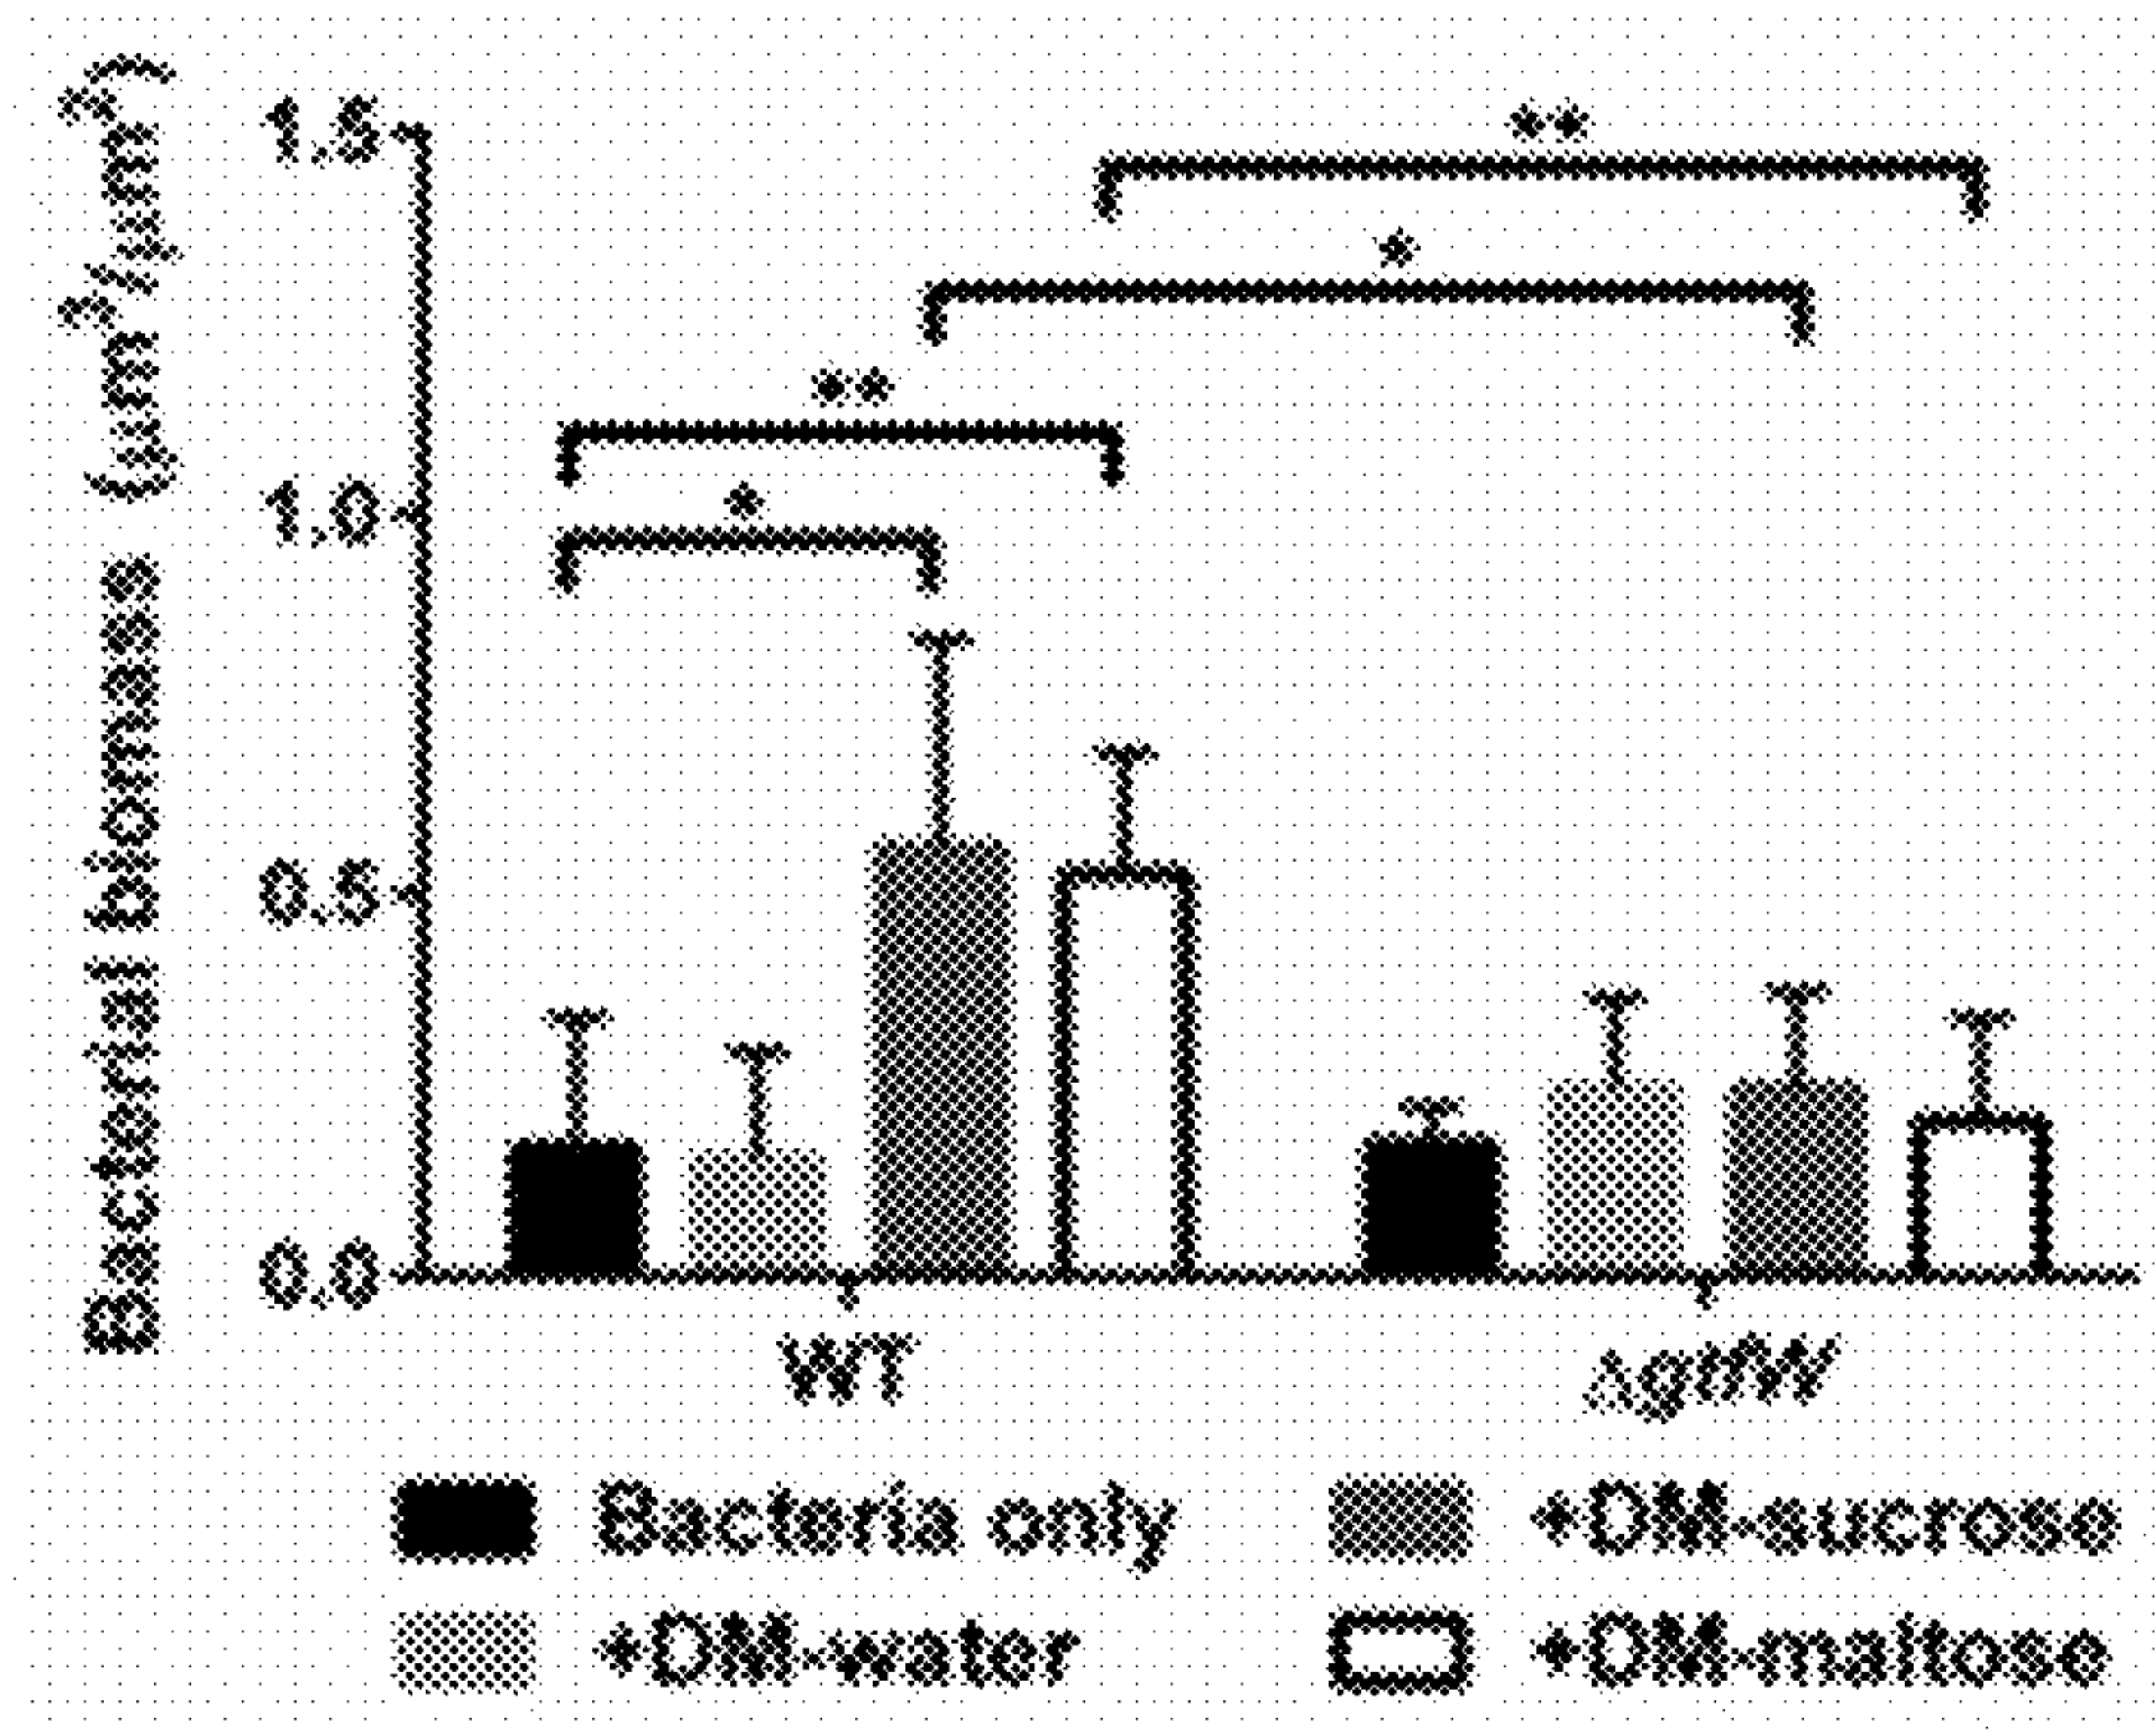 Bacterial biomass (µm³/µm²)
1.5
1.0
0.5
0.0
**
*
**
*
WT
ΔgtfW
Bacteria only
+DM-sucrose
+DM-water
+DM-maltose